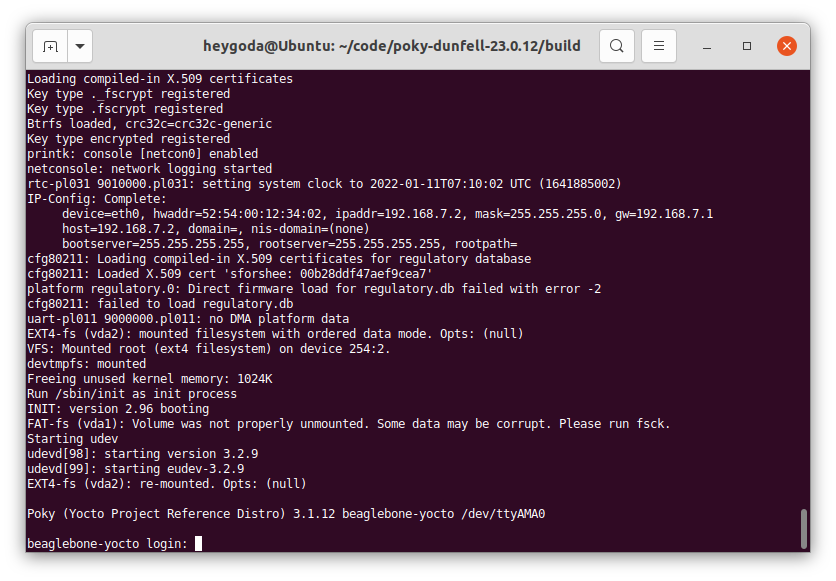 heygoda@Ubuntu: ~/code/poky-dunfell-23.0.12/build
Loading compiled-in X.509 certificates
Key type ._fscrypt registered
Key type .fscrypt registered
Btrfs loaded, crc32c=crc32c-generic
Key type encrypted registered
printk: console [netcon0] enabled
netconsole: network logging started
rtc-pl031 9010000.pl031: setting system clock to 2022-01-11T07:10:02 UTC (1641885002)
IP-Config: Complete:
     device=eth0, hwaddr=52:54:00:12:34:02, ipaddr=192.168.7.2, mask=255.255.255.0, gw=192.168.7.1
     host=192.168.7.2, domain=, nis-domain=(none)
     bootserver=255.255.255.255, rootserver=255.255.255.255, rootpath=
cfg80211: Loading compiled-in X.509 certificates for regulatory database
cfg80211: Loaded X.509 cert 'sforshee: 00b28ddf47aef9cea7'
platform regulatory.0: Direct firmware load for regulatory.db failed with error -2
cfg80211: failed to load regulatory.db
uart-pl011 9000000.pl011: no DMA platform data
EXT4-fs (vda2): mounted filesystem with ordered data mode. Opts: (null)
VFS: Mounted root (ext4 filesystem) on device 254:2.
devtmpfs: mounted
Freeing unused kernel memory: 1024K
Run /sbin/init as init process
INIT: version 2.96 booting
FAT-fs (vda1): Volume was not properly unmounted. Some data may be corrupt. Please run fsck.
Starting udev
udevd[98]: starting version 3.2.9
udevd[99]: starting eudev-3.2.9
EXT4-fs (vda2): re-mounted. Opts: (null)
Poky (Yocto Project Reference Distro) 3.1.12 beaglebone-yocto /dev/ttyAMA0
beaglebone-yocto login: